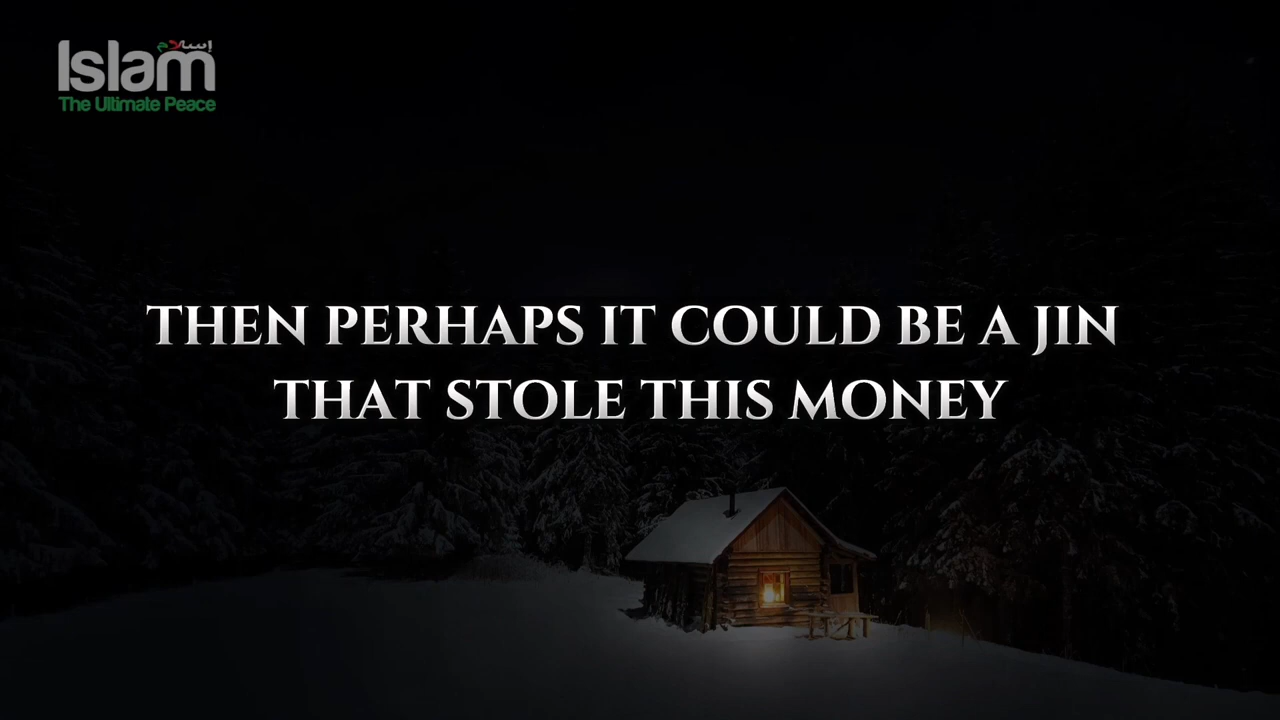 إسلام
Islam
The Ultimate Peace
THEN PERHAPS IT COULD BE A JIN
THAT STOLE THIS MONEY